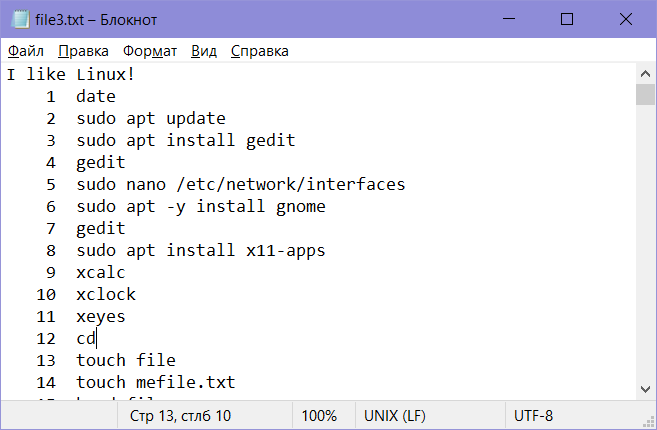 file3.txt – Блокнот
Файл Правка Формат Вид Справка
I like Linux!
1 date
2 sudo apt update
3 sudo apt install gedit
4 gedit
5 sudo nano /etc/network/interfaces
6 sudo apt -y install gnome
7 gedit
8 sudo apt install x11-apps
9 xcalc
10 xclock
11 xeyes
12 cd
13 touch file
14 touch mefile.txt
Стр 13, стлб 10 100% UNIX (LF) UTF-8